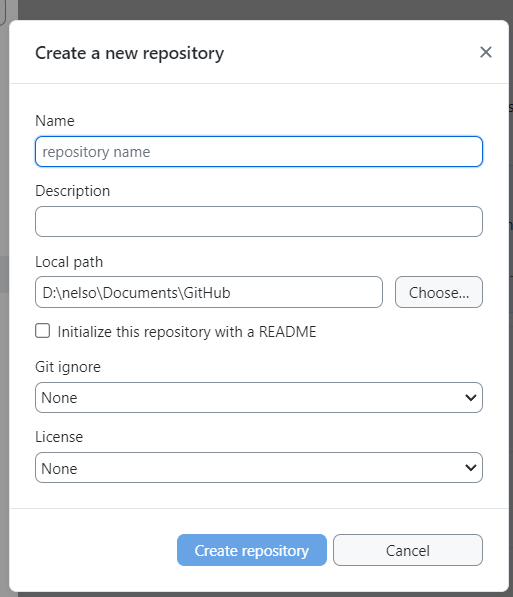 Create a new repository
Name
repository name
Description
Local path
D:\nelso\Documents\GitHub
Choose...
Initialize this repository with a README
Git ignore
None
License
None
Create repository
Cancel